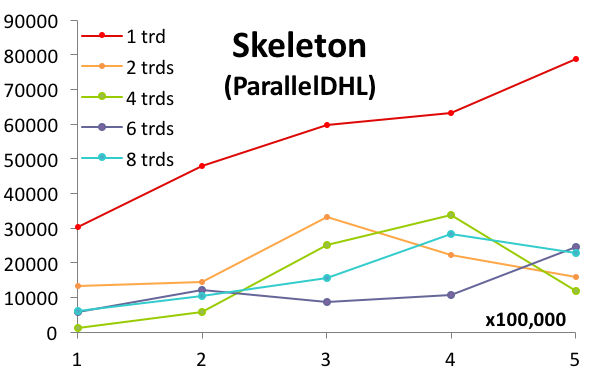 Skeleton
(ParallelDHL)
1 trd
2 trds
4 trds
6 trds
8 trds
90000
80000
70000
60000
50000
40000
30000
20000
10000
0
x100,000
1 2 3 4 5